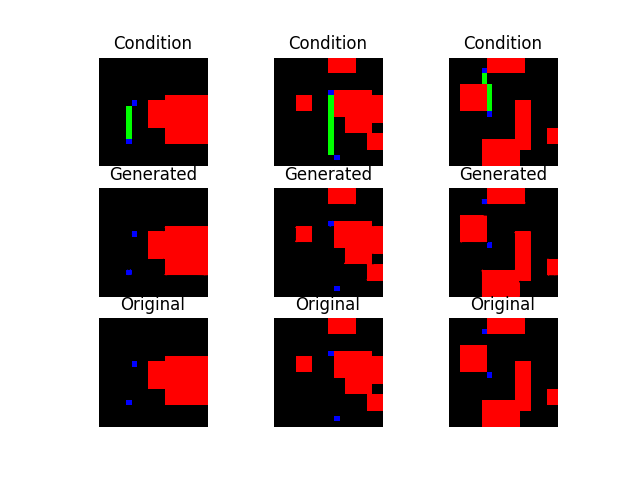 Condition Condition Condition
Generated Generated Generated
Original Original Original